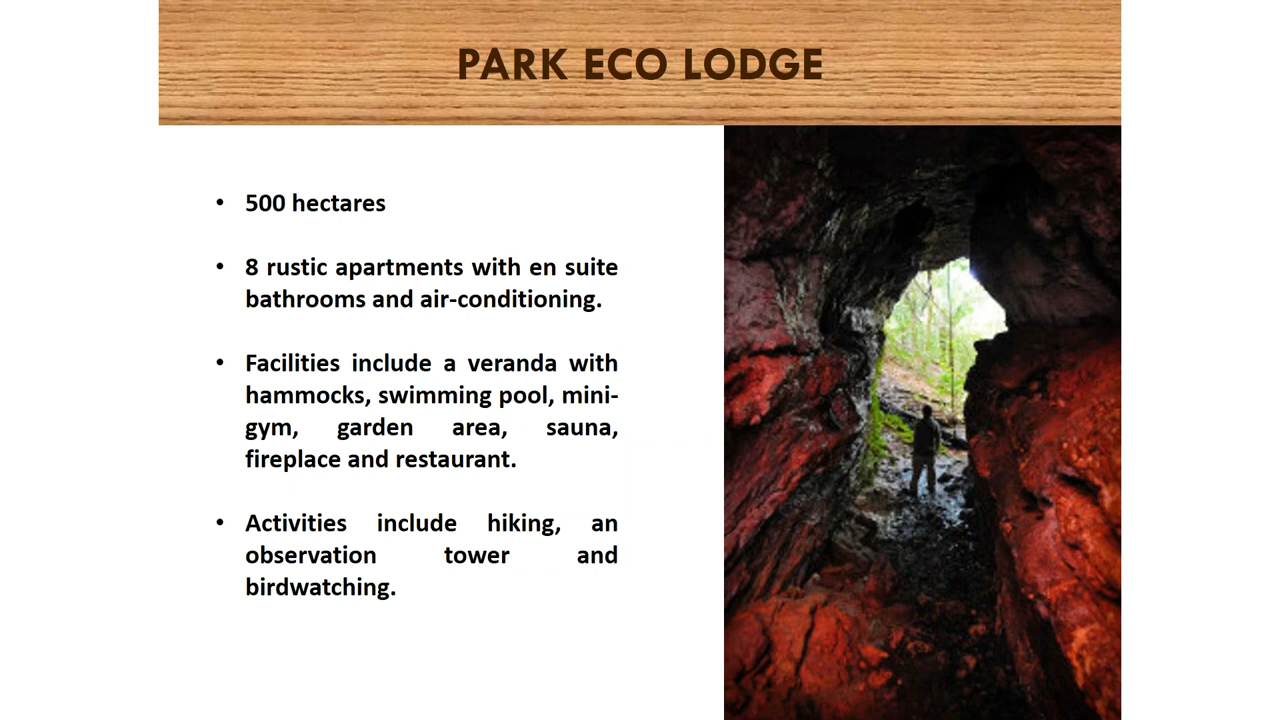 PARK ECO LODGE
• 500 hectares
• 8 rustic apartments with en suite
bathrooms and air-conditioning.
• Facilities include a veranda with
hammocks, swimming pool, mini-
gym, garden area, sauna,
fireplace and restaurant.
• Activities include hiking, an
observation tower and
birdwatching.